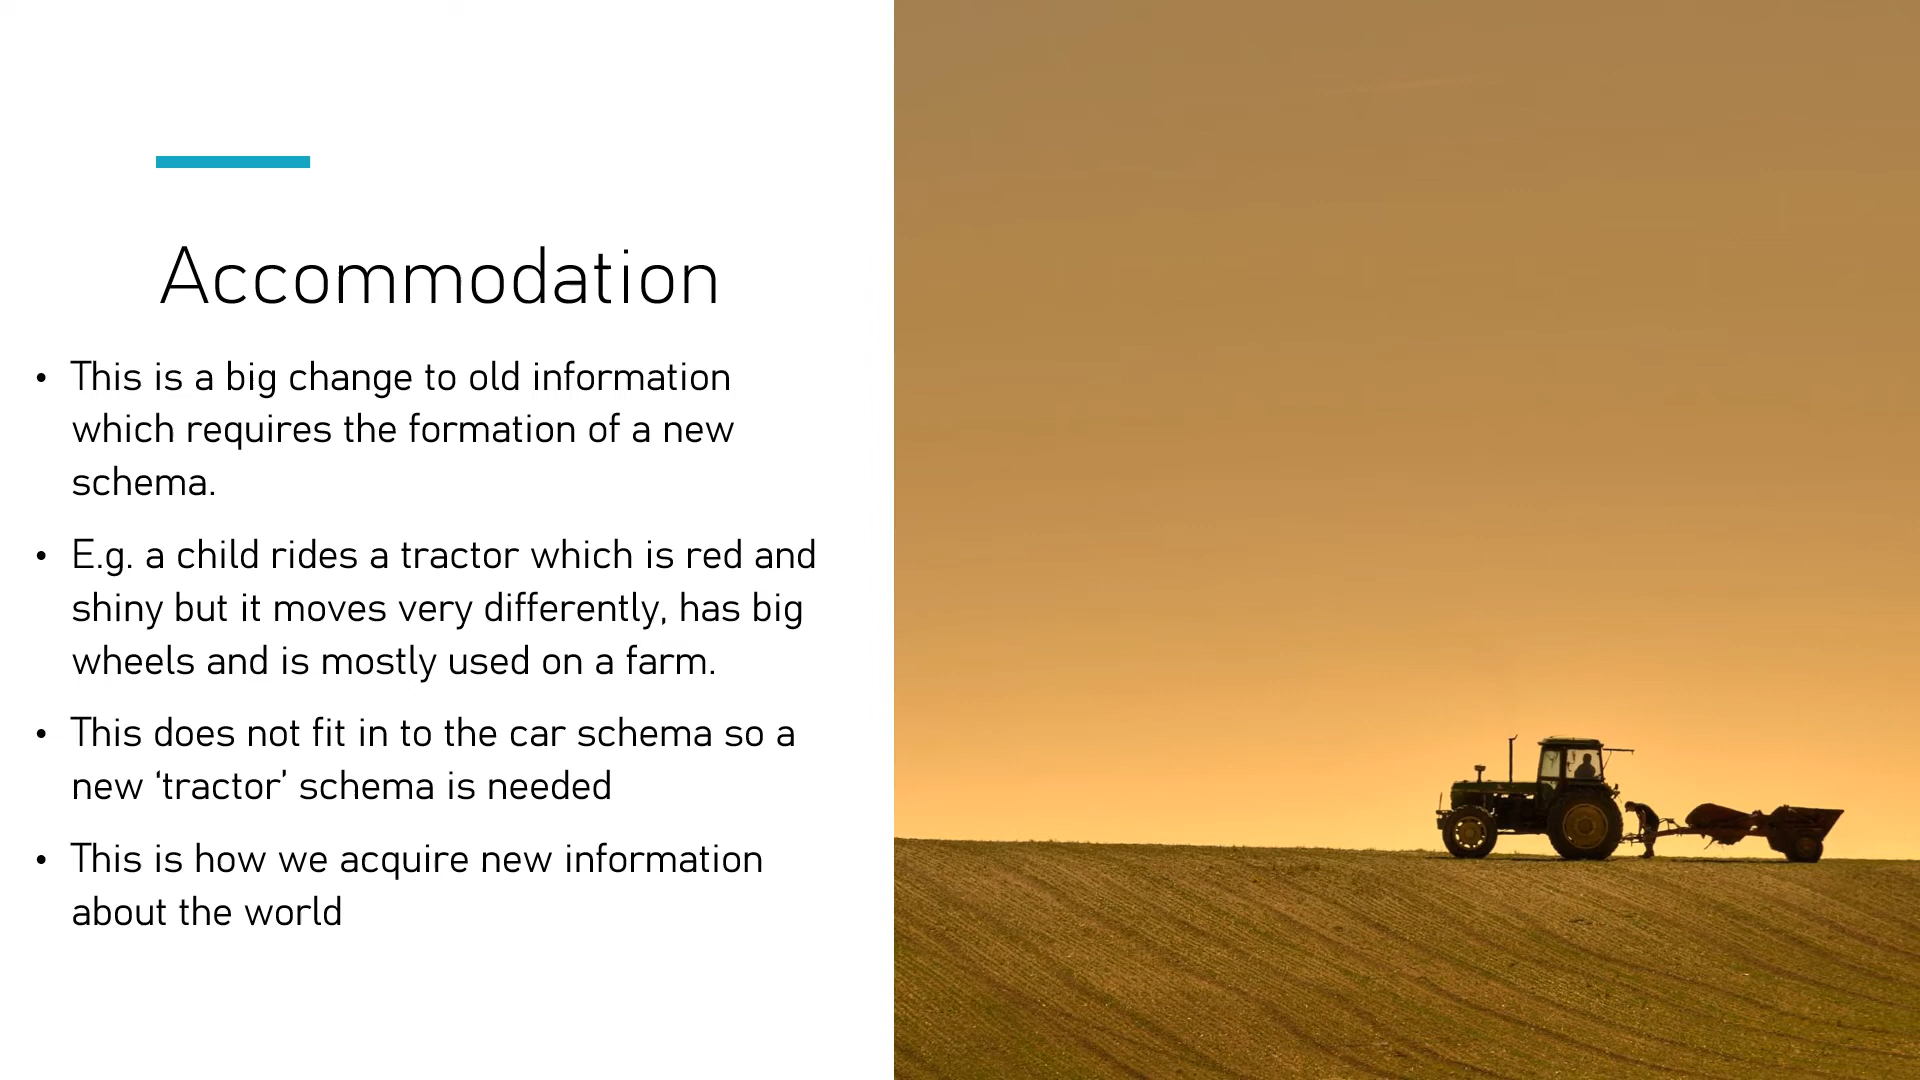 Accommodation
• This is a big change to old information
which requires the formation of a new
schema.
• E.g. a child rides a tractor which is red and
shiny but it moves very differently, has big
wheels and is mostly used on a farm.
• This does not fit in to the car schema so a
new ‘tractor’ schema is needed
• This is how we acquire new information
about the world